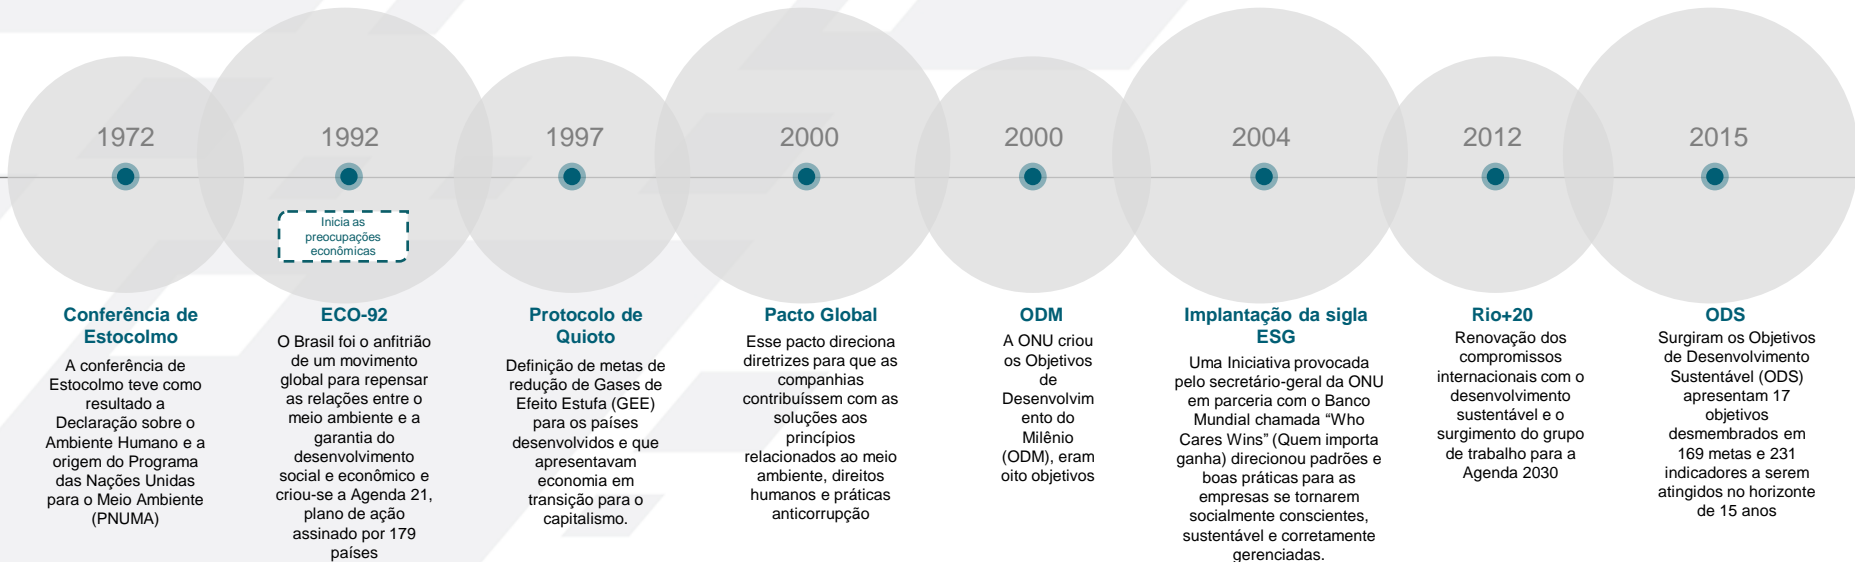 1972
1992
1997
2000
2000
2004
2012
2015
Inicia as
preocupações
econômicas
Conferência de
Estocolmo
A conferência de
Estocolmo teve como
resultado a
Declaração sobre o
Ambiente Humano e a
origem do Programa
das Nações Unidas
para o Meio Ambiente
(PNUMA)
ECO-92
O Brasil foi o anfitrião
de um movimento
global para repensar
as relações entre o
meio ambiente e a
garantia do
desenvolvimento
social e econômico e
criou-se a Agenda 21,
plano de ação
assinado por 179
países
Protocolo de
Quioto
Definição de metas de
redução de Gases de
Efeito Estufa (GEE)
para os países
desenvolvidos e que
apresentavam
economia em
transição para o
capitalismo.
Pacto Global
Esse pacto direciona
diretrizes para que as
companhias
contribuíssem com as
soluções aos
princípios
relacionados ao meio
ambiente, direitos
humanos e práticas
anticorrupção
ODM
A ONU criou
os Objetivos
de
Desenvolvim
ento do
Milênio
(ODM), eram
oito objetivos
Implantação da sigla
ESG
Uma Iniciativa provocada
pelo secretário-geral da ONU
em parceria com o Banco
Mundial chamada “Who
Cares Wins” (Quem importa
ganha) direcionou padrões e
boas práticas para as
empresas se tornarem
socialmente conscientes,
sustentável e corretamente
gerenciadas.
Rio+20
Renovação dos
compromissos
internacionais com o
desenvolvimento
sustentável e o
surgimento do grupo
de trabalho para a
Agenda 2030
ODS
Surgiram os Objetivos
de Desenvolvimento
Sustentável (ODS)
apresentam 17
objetivos
desmembrados em
169 metas e 231
indicadores a serem
atingidos no horizonte
de 15 anos